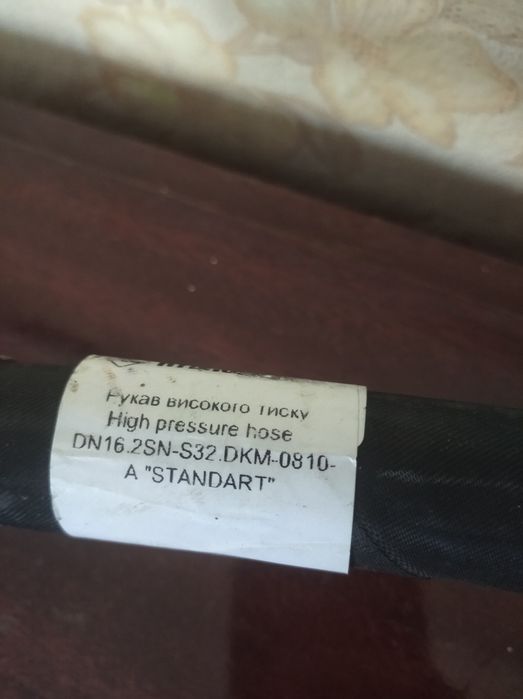 Рукав високого тиску
High pressure hose
DN16.2SN-S32.DKM-0810-
A "STANDART"